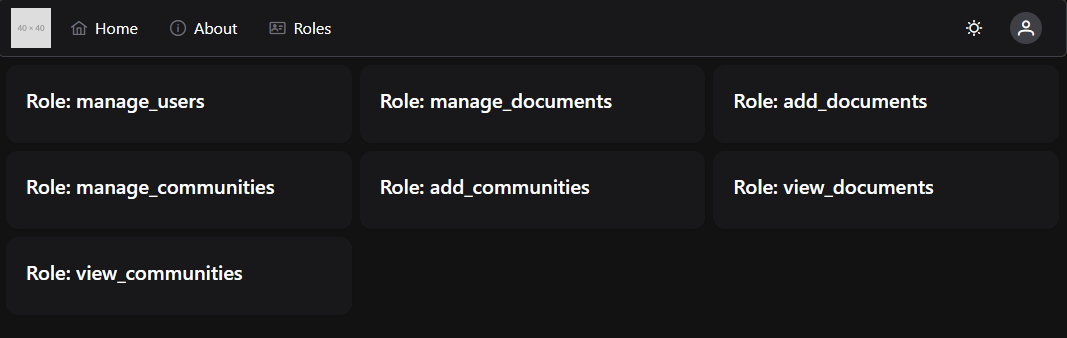 40 × 40
Home
About
Roles
Role: manage_users
Role: manage_documents
Role: add_documents
Role: manage_communities
Role: add_communities
Role: view_documents
Role: view_communities